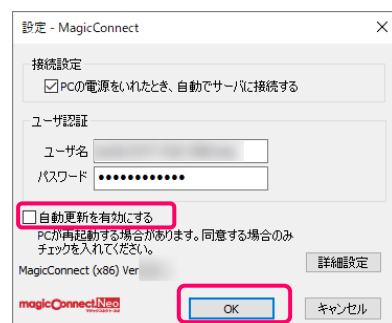 設定 - MagicConnect
接続設定
PCの電源をいれたとき、自動でサーバに接続する
ユーザ認証
ユーザ名
パスワード ●●●●●●●●●●●●
自動更新を有効にする
PCが再起動する場合があります。同意する場合のみ
チェックを入れてください。
MagicConnect (x86) Ver
詳細設定
magicConnect Neo
OK
キャンセル